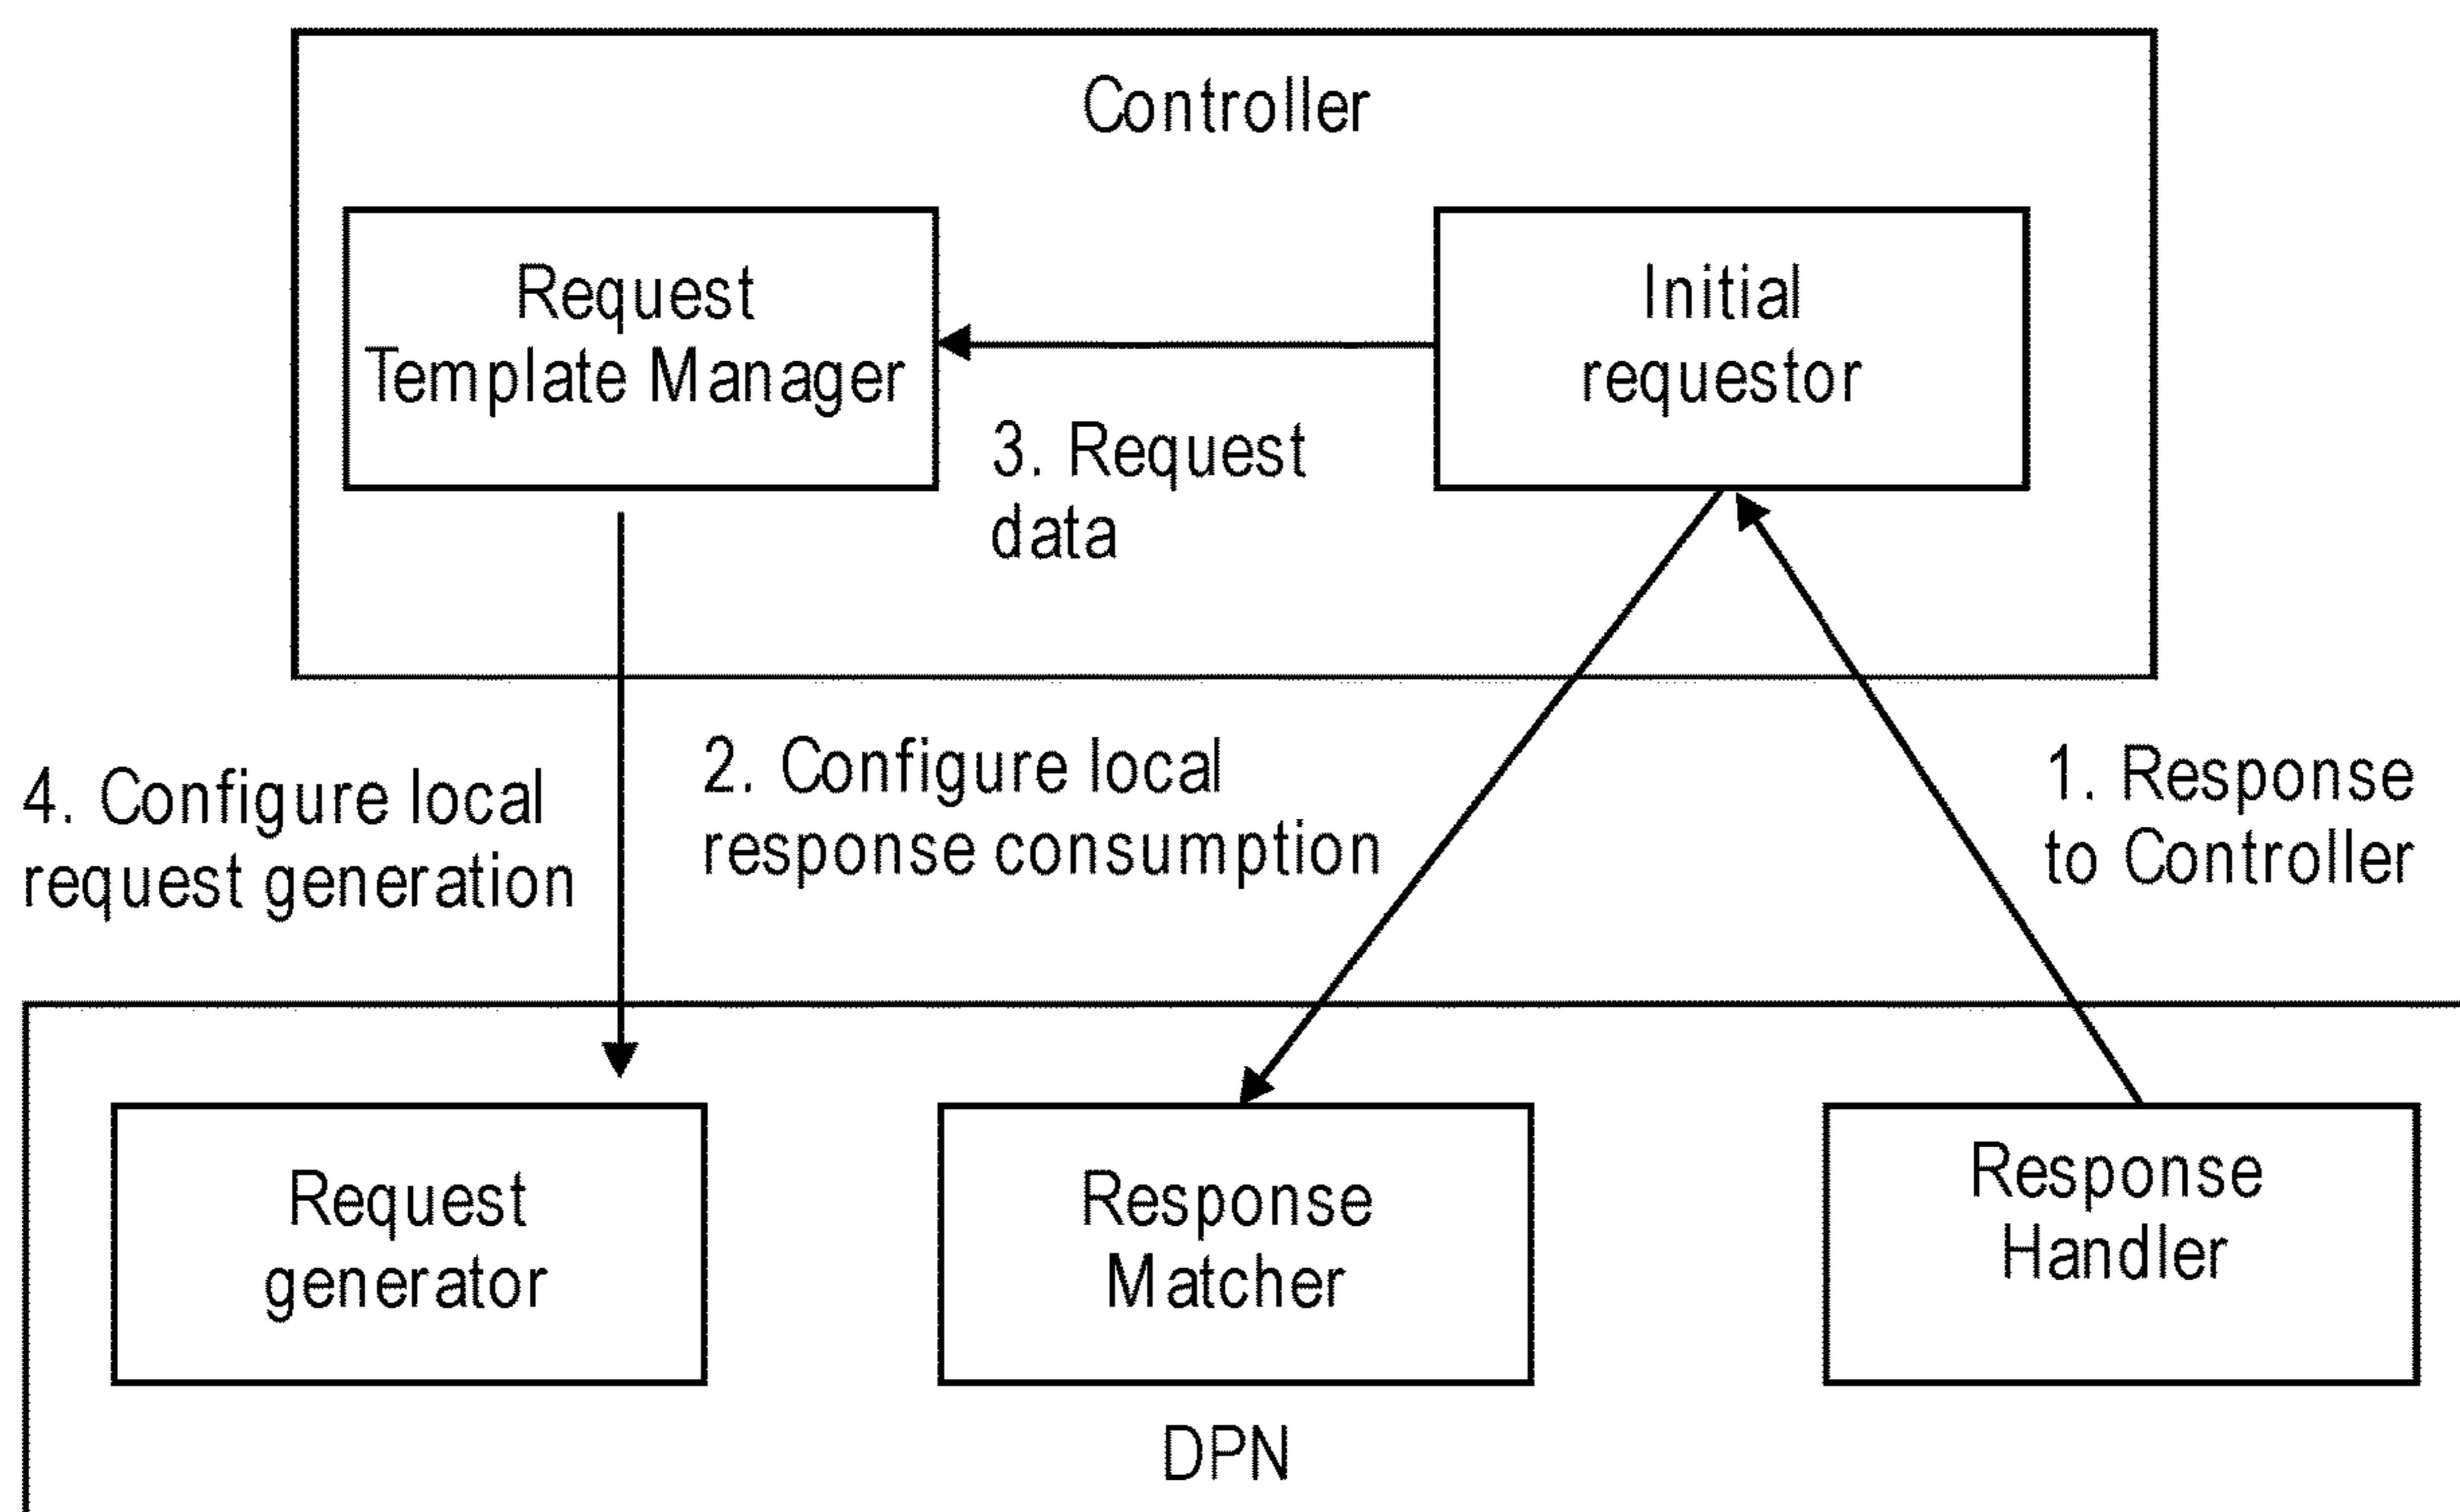 Controller
Request
Template Manager
Initial
requestor
3. Request
data
4. Configure local
request generation
2. Configure local
response consumption
1. Response
to Controller
Request
generator
Response
Matcher
Response
Handler
DPN